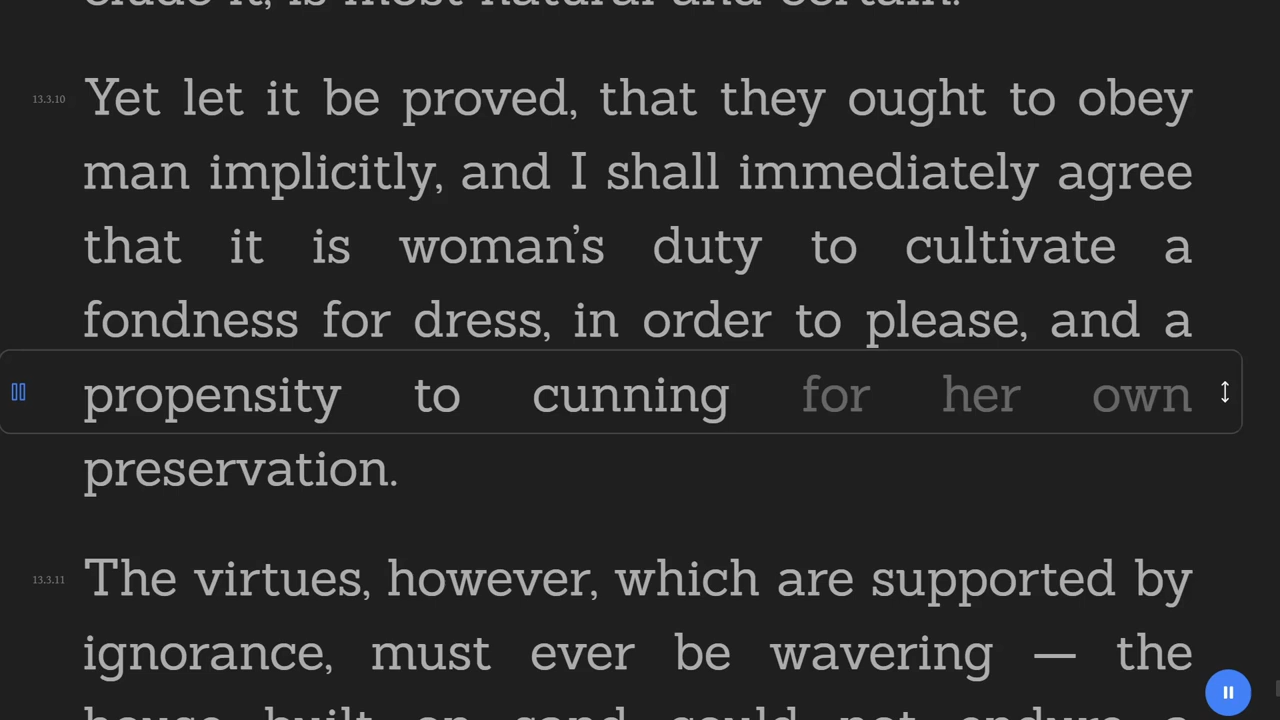 13.3.10 Yet let it be proved, that they ought to obey
man implicitly, and I shall immediately agree
that it is woman’s duty to cultivate a
fondness for dress, in order to please, and a
propensity to cunning for her own
preservation.
13.3.11 The virtues, however, which are supported by
ignorance, must ever be wavering — the